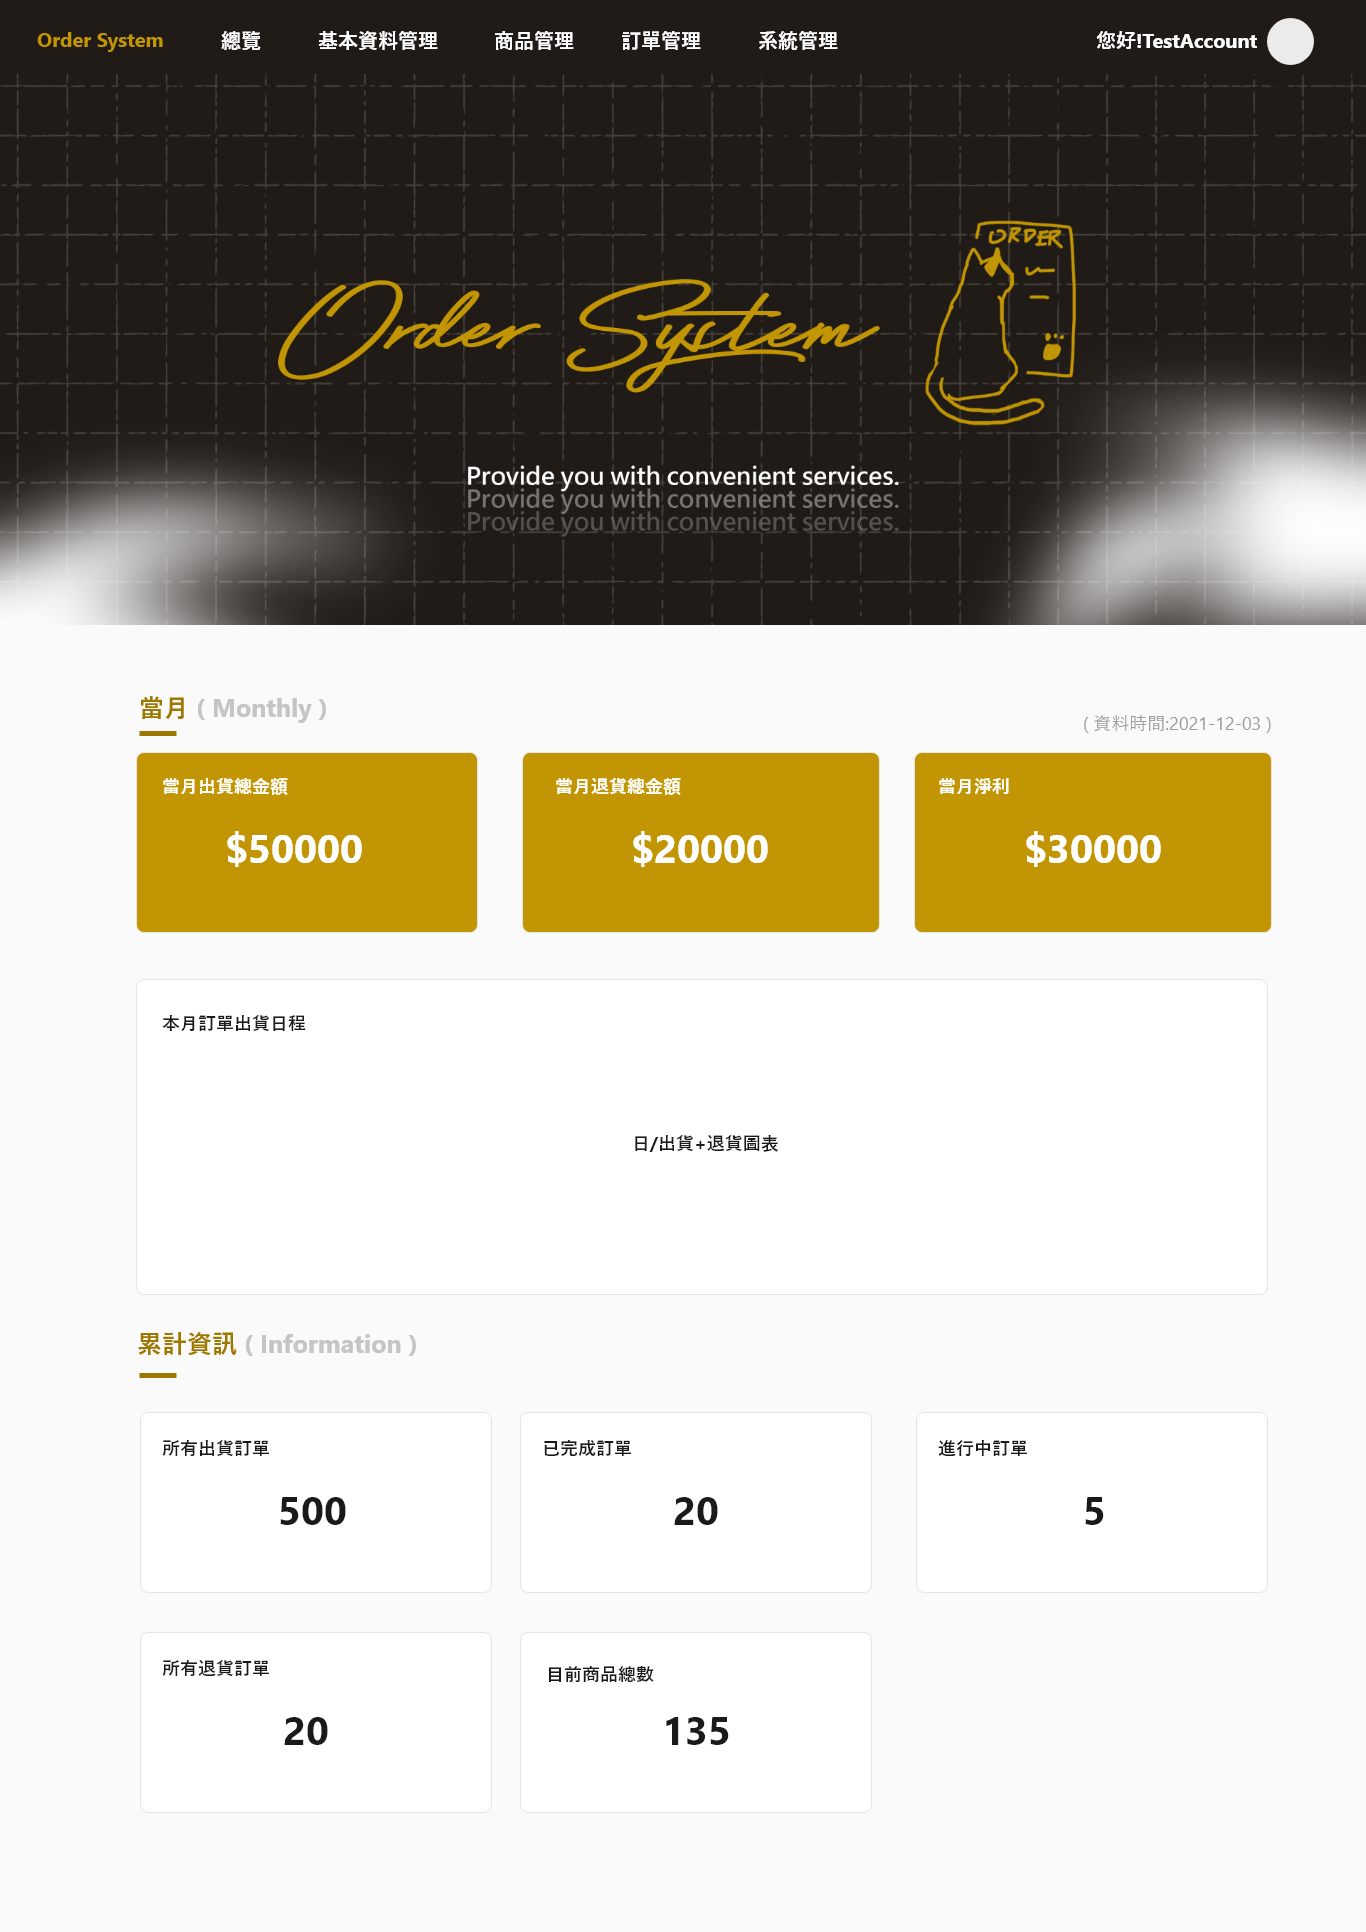 Order System 總覽 基本資料管理 商品管理 訂單管理 系統管理 您好!TestAccount
ORDER
Order System
Provide you with convenient services.
Provide you with convenient services.
Provide you with convenient services.
當月 ( Monthly )
( 資料時間:2021-12-03 )
當月出貨總金額 當月退貨總金額 當月淨利
$50000 $20000 $30000
本月訂單出貨日程
日/出貨+退貨圖表
累計資訊 ( Information )
所有出貨訂單 已完成訂單 進行中訂單
500 20 5
所有退貨訂單 目前商品總數
20 135